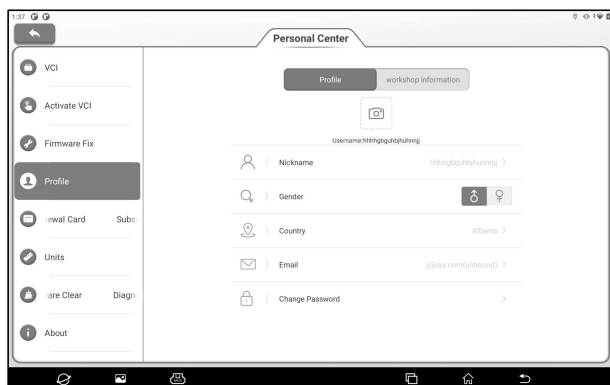 1:37
Personal Center
VCI
Activate VCI
Firmware Fix
Profile
ewal Card Subs
Units
are Clear Diagn
About
Profile workshop information
Username:hhhhgbguhbjhuhnnjj
Nickname hhhhgbguhbjhuhnnjj >
Gender
Country Albania >
Email jj@qq.com(unbound) >
Change Password >